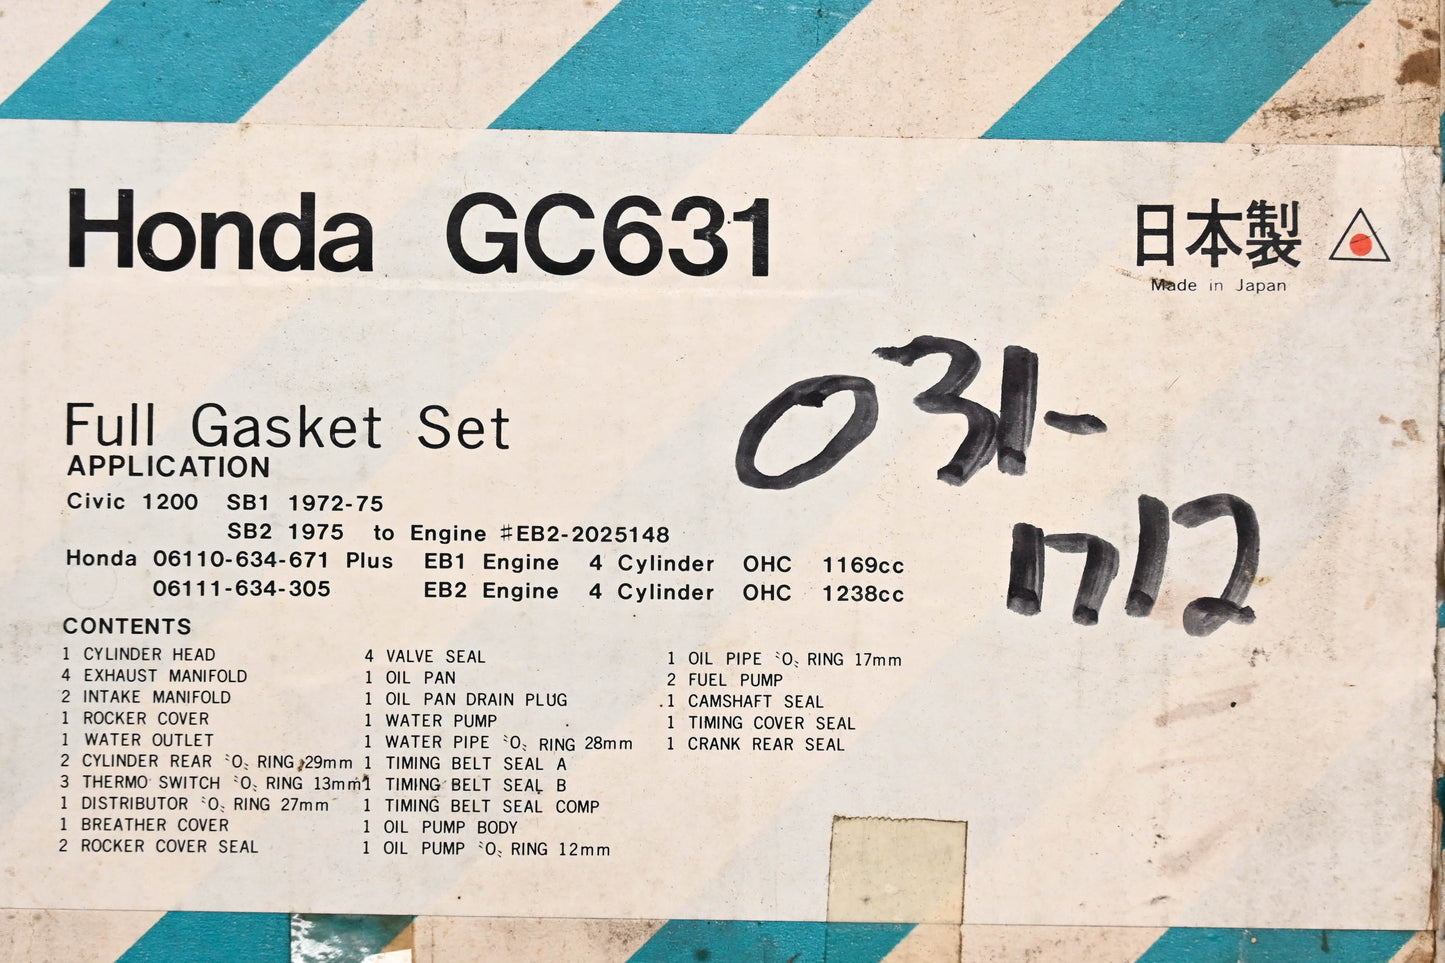 Honda GC631
日本製
Made in Japan
031-
m12
Full Gasket Set
APPLICATION
Civic 1200 SB1 1972-75
SB2 1975 to Engine #EB2-2025148
Honda 06110-634-671 Plus EB1 Engine 4 Cylinder OHC 1169cc
06111-634-305 EB2 Engine 4 Cylinder OHC 1238cc
CONTENTS
1 CYLINDER HEAD
4 EXHAUST MANIFOLD
2 INTAKE MANIFOLD
1 ROCKER COVER
1 WATER OUTLET
2 CYLINDER REAR "O" RING 29mm
3 THERMO SWITCH "O" RING 13mm
1 DISTRIBUTOR "O" RING 27mm
1 BREATHER COVER
2 ROCKER COVER SEAL
4 VALVE SEAL
1 OIL PAN
1 OIL PAN DRAIN PLUG
1 WATER PUMP
1 WATER PIPE "O" RING 28mm
1 TIMING BELT SEAL A
1 TIMING BELT SEAL B
1 TIMING BELT SEAL COMP
1 OIL PUMP BODY
1 OIL PUMP "O" RING 12mm
1 OIL PIPE "O" RING 17mm
2 FUEL PUMP
1 CAMSHAFT SEAL
1 TIMING COVER SEAL
1 CRANK REAR SEAL